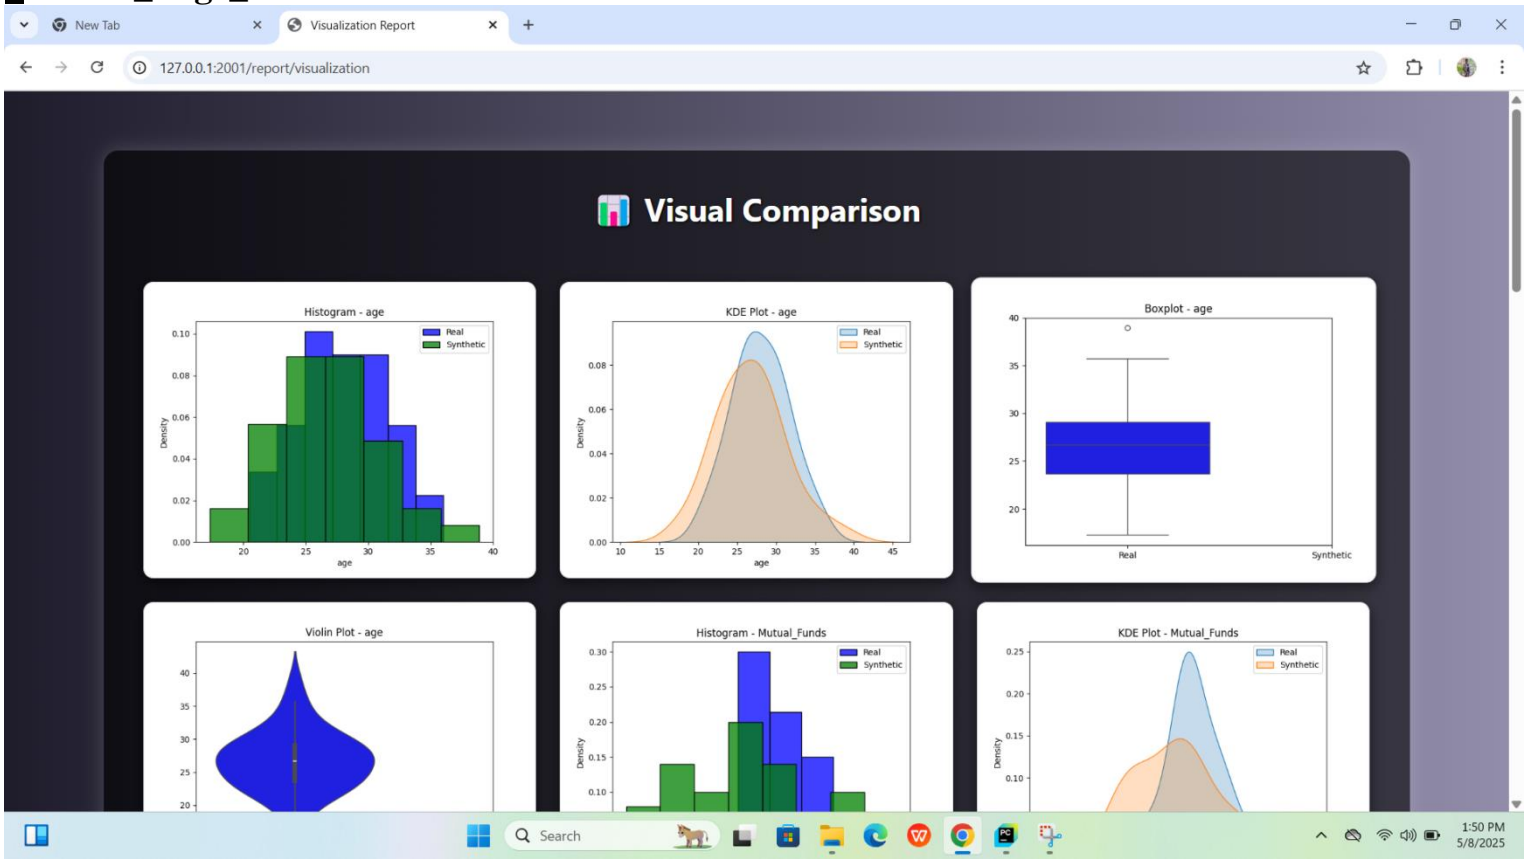 New Tab
Visualization Report
127.0.0.1:2001/report/visualization
Visual Comparison
Histogram - age
Real
Synthetic
0.10
0.08
0.06
0.04
0.02
0.00
Density
20 25 30 35 40
age
KDE Plot - age
Real
Synthetic
0.08
0.06
0.04
0.02
0.00
Density
10 15 20 25 30 35 40 45
age
Boxplot - age
40
35
30
25
20
Real Synthetic
Violin Plot - age
40
35
30
25
20
Histogram - Mutual_Funds
Real
Synthetic
0.30
0.25
0.20
0.15
0.10
Density
KDE Plot - Mutual_Funds
Real
Synthetic
0.25
0.20
0.15
0.10
Density
Search
1:50 PM
5/8/2025